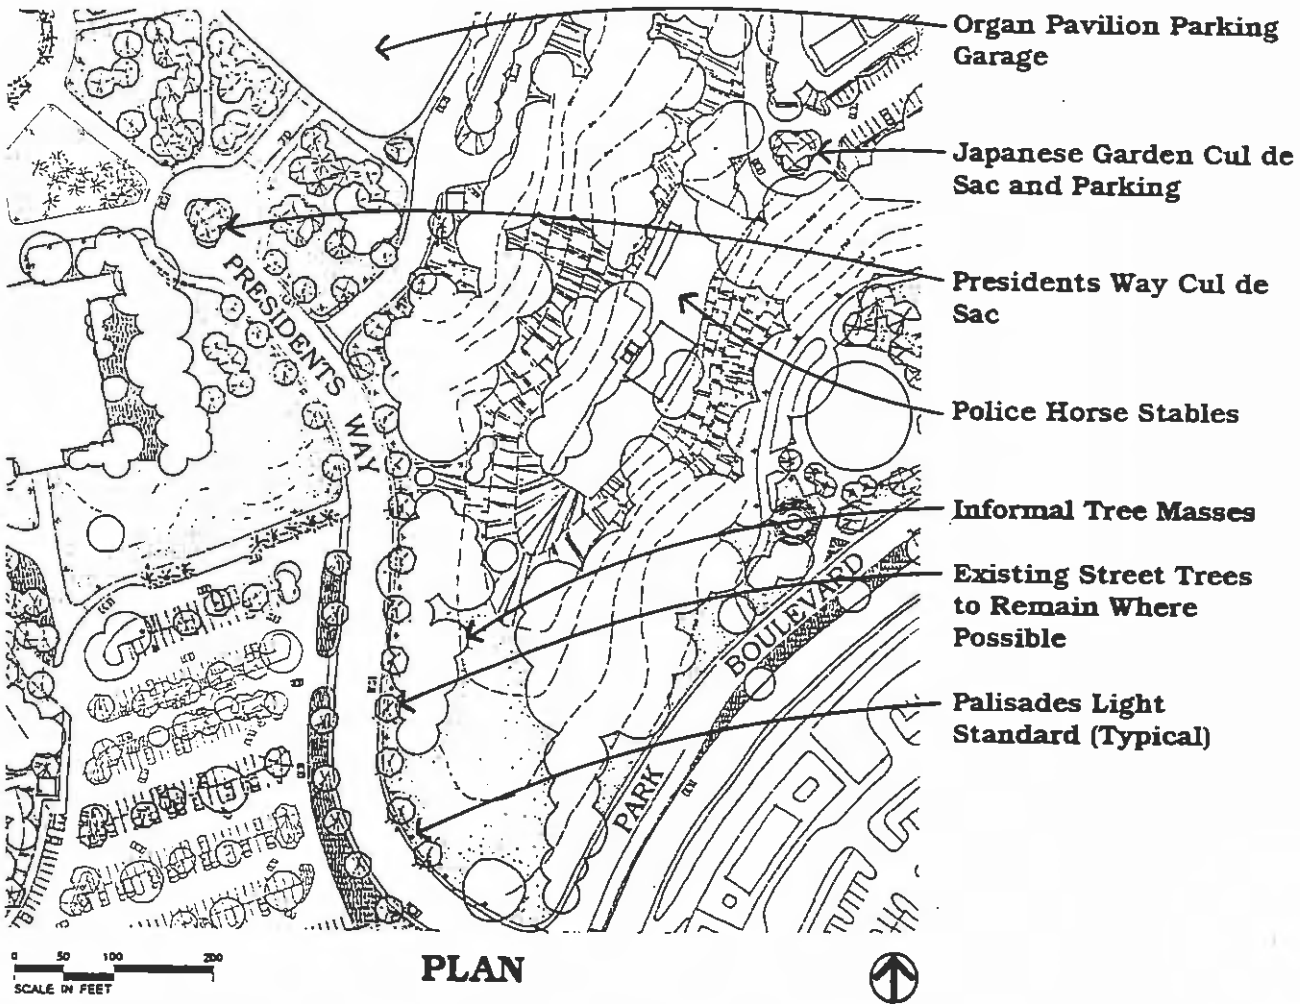 Organ Pavilion Parking
Garage
Japanese Garden Cul de
Sac and Parking
Presidents Way Cul de
Sac
Police Horse Stables
Informal Tree Masses
Existing Street Trees
to Remain Where
Possible
Palisades Light
Standard (Typical)
PRESIDENTS WAY
PARK BOULEVARD
0 50 100 200
SCALE IN FEET
PLAN